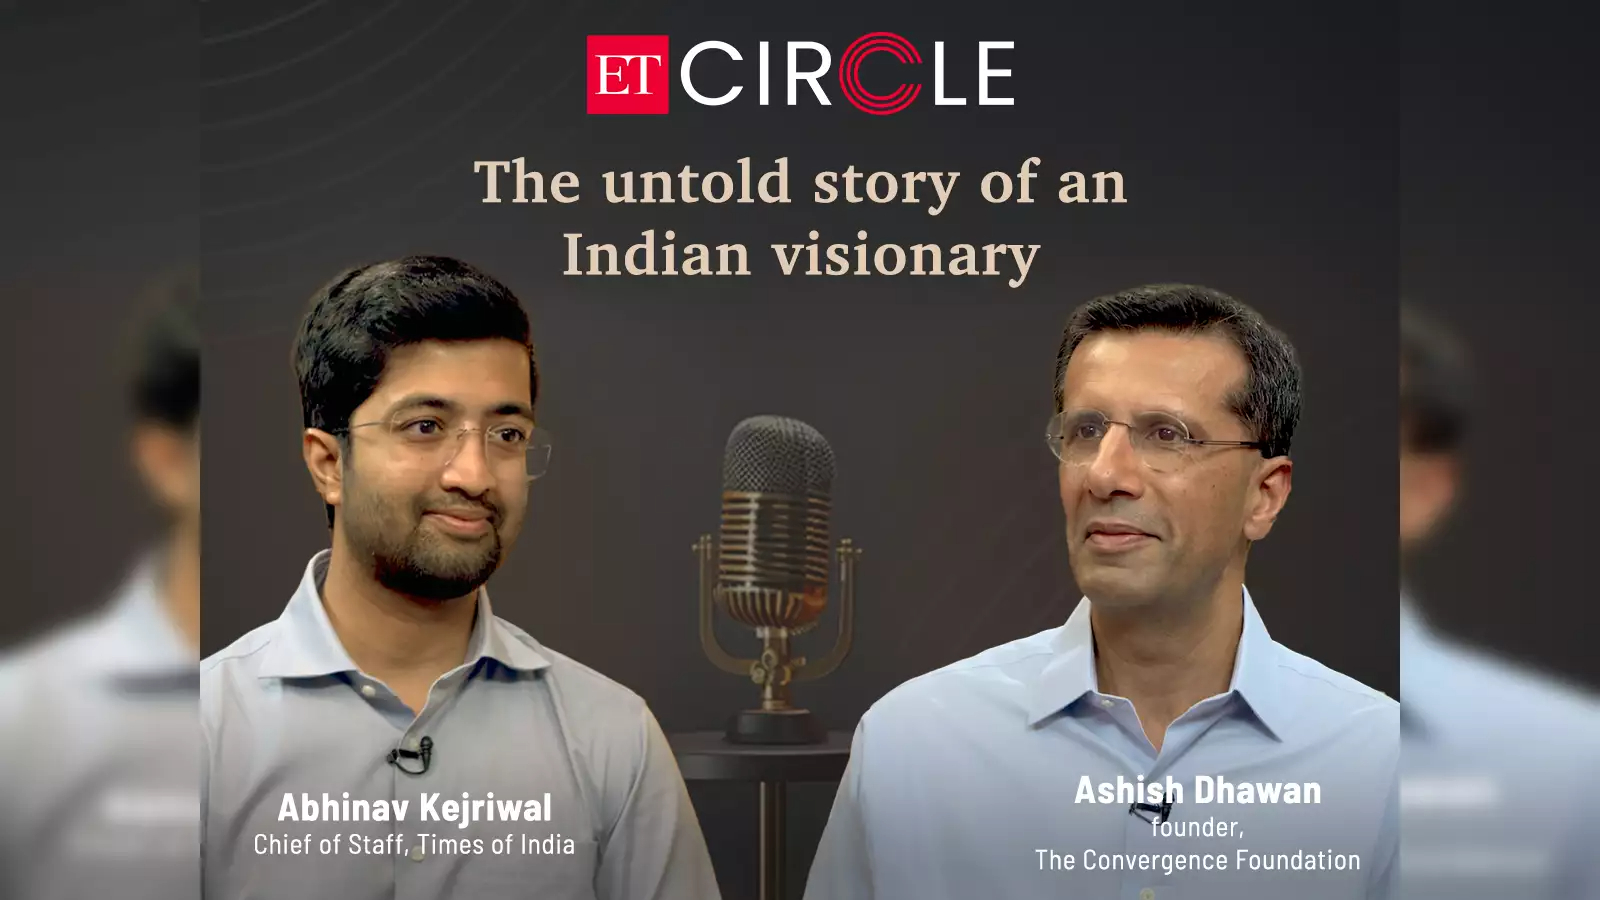 ET CIRCLE
The untold story of an
Indian visionary
Abhinav Kejriwal
Chief of Staff, Times of India
Ashish Dhawan
founder,
The Convergence Foundation